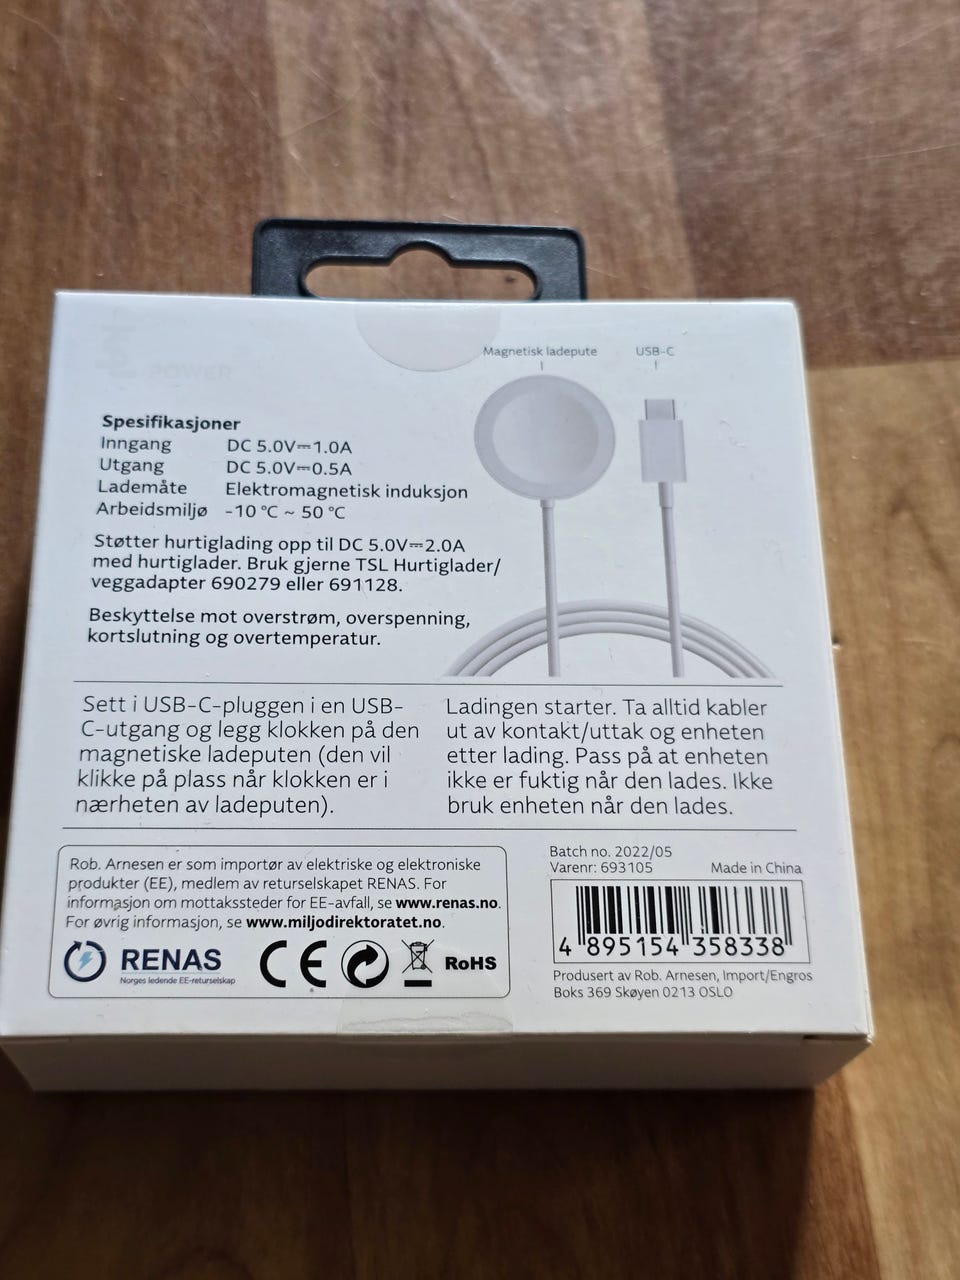 POWER
Magnetisk ladepute
USB-C
Spesifikasjoner
Inngang DC 5.0V⎓1.0A
Utgang DC 5.0V⎓0.5A
Lademåte Elektromagnetisk induksjon
Arbeidsmiljø -10 °C ~ 50 °C
Støtter hurtiglading opp til DC 5.0V⎓2.0A
med hurtiglader. Bruk gjerne TSL Hurtiglader/
veggadapter 690279 eller 691128.
Beskyttelse mot overstrøm, overspenning,
kortslutning og overtemperatur.
Sett i USB-C-pluggen i en USB-
C-utgang og legg klokken på den
magnetiske ladeputen (den vil
klikke på plass når klokken er i
nærheten av ladeputen).
Ladingen starter. Ta alltid kabler
ut av kontakt/uttak og enheten
etter lading. Pass på at enheten
ikke er fuktig når den lades. Ikke
bruk enheten når den lades.
Rob. Arnesen er som importør av elektriske og elektroniske
produkter (EE), medlem av returselskapet RENAS. For
informasjon om mottakssteder for EE-avfall, se www.renas.no.
For øvrig informasjon, se www.miljodirektoratet.no.
RENAS
Norges ledende EE-returselskap
CE
RoHS
Batch no. 2022/05
Varenr: 693105 Made in China
4 895154 358338
Produsert av Rob. Arnesen, Import/Engros
Boks 369 Skøyen 0213 OSLO